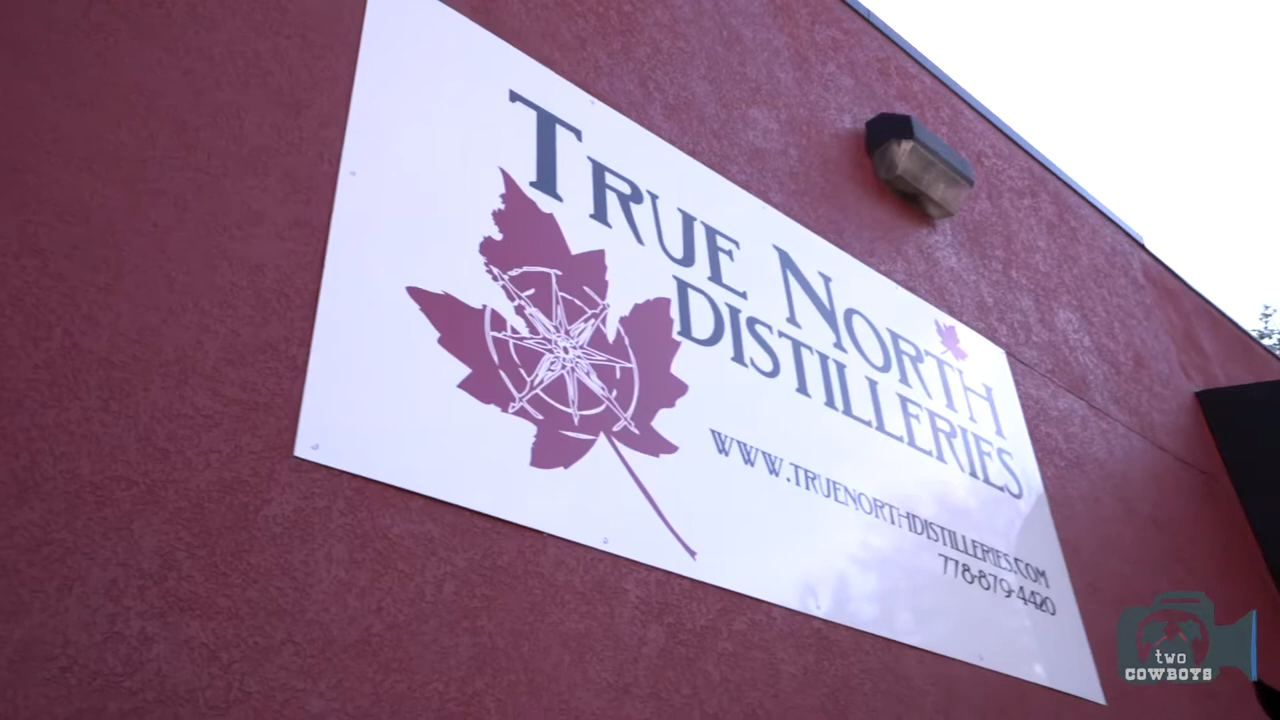 TRUE NORTH
DISTILLERIES
WWW.TRUENORTHDISTILLERIES.COM
778-879-4420
two
COWBOYS